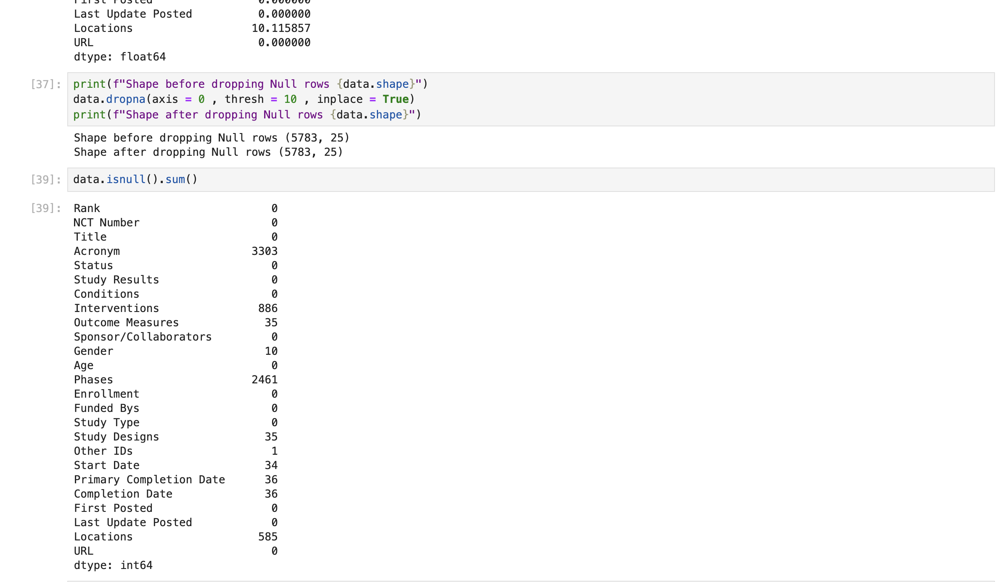 First Posted 0.000000
Last Update Posted 0.000000
Locations 10.115857
URL 0.000000
dtype: float64
[37]: print(f"Shape before dropping Null rows {data.shape}")
data.dropna(axis = 0 , thresh = 10 , inplace = True)
print(f"Shape after dropping Null rows {data.shape}")
Shape before dropping Null rows (5783, 25)
Shape after dropping Null rows (5783, 25)
[39]: data.isnull().sum()
[39]: Rank 0
NCT Number 0
Title 0
Acronym 3303
Status 0
Study Results 0
Conditions 0
Interventions 886
Outcome Measures 35
Sponsor/Collaborators 0
Gender 10
Age 0
Phases 2461
Enrollment 0
Funded Bys 0
Study Type 0
Study Designs 35
Other IDs 1
Start Date 34
Primary Completion Date 36
Completion Date 36
First Posted 0
Last Update Posted 0
Locations 585
URL 0
dtype: int64